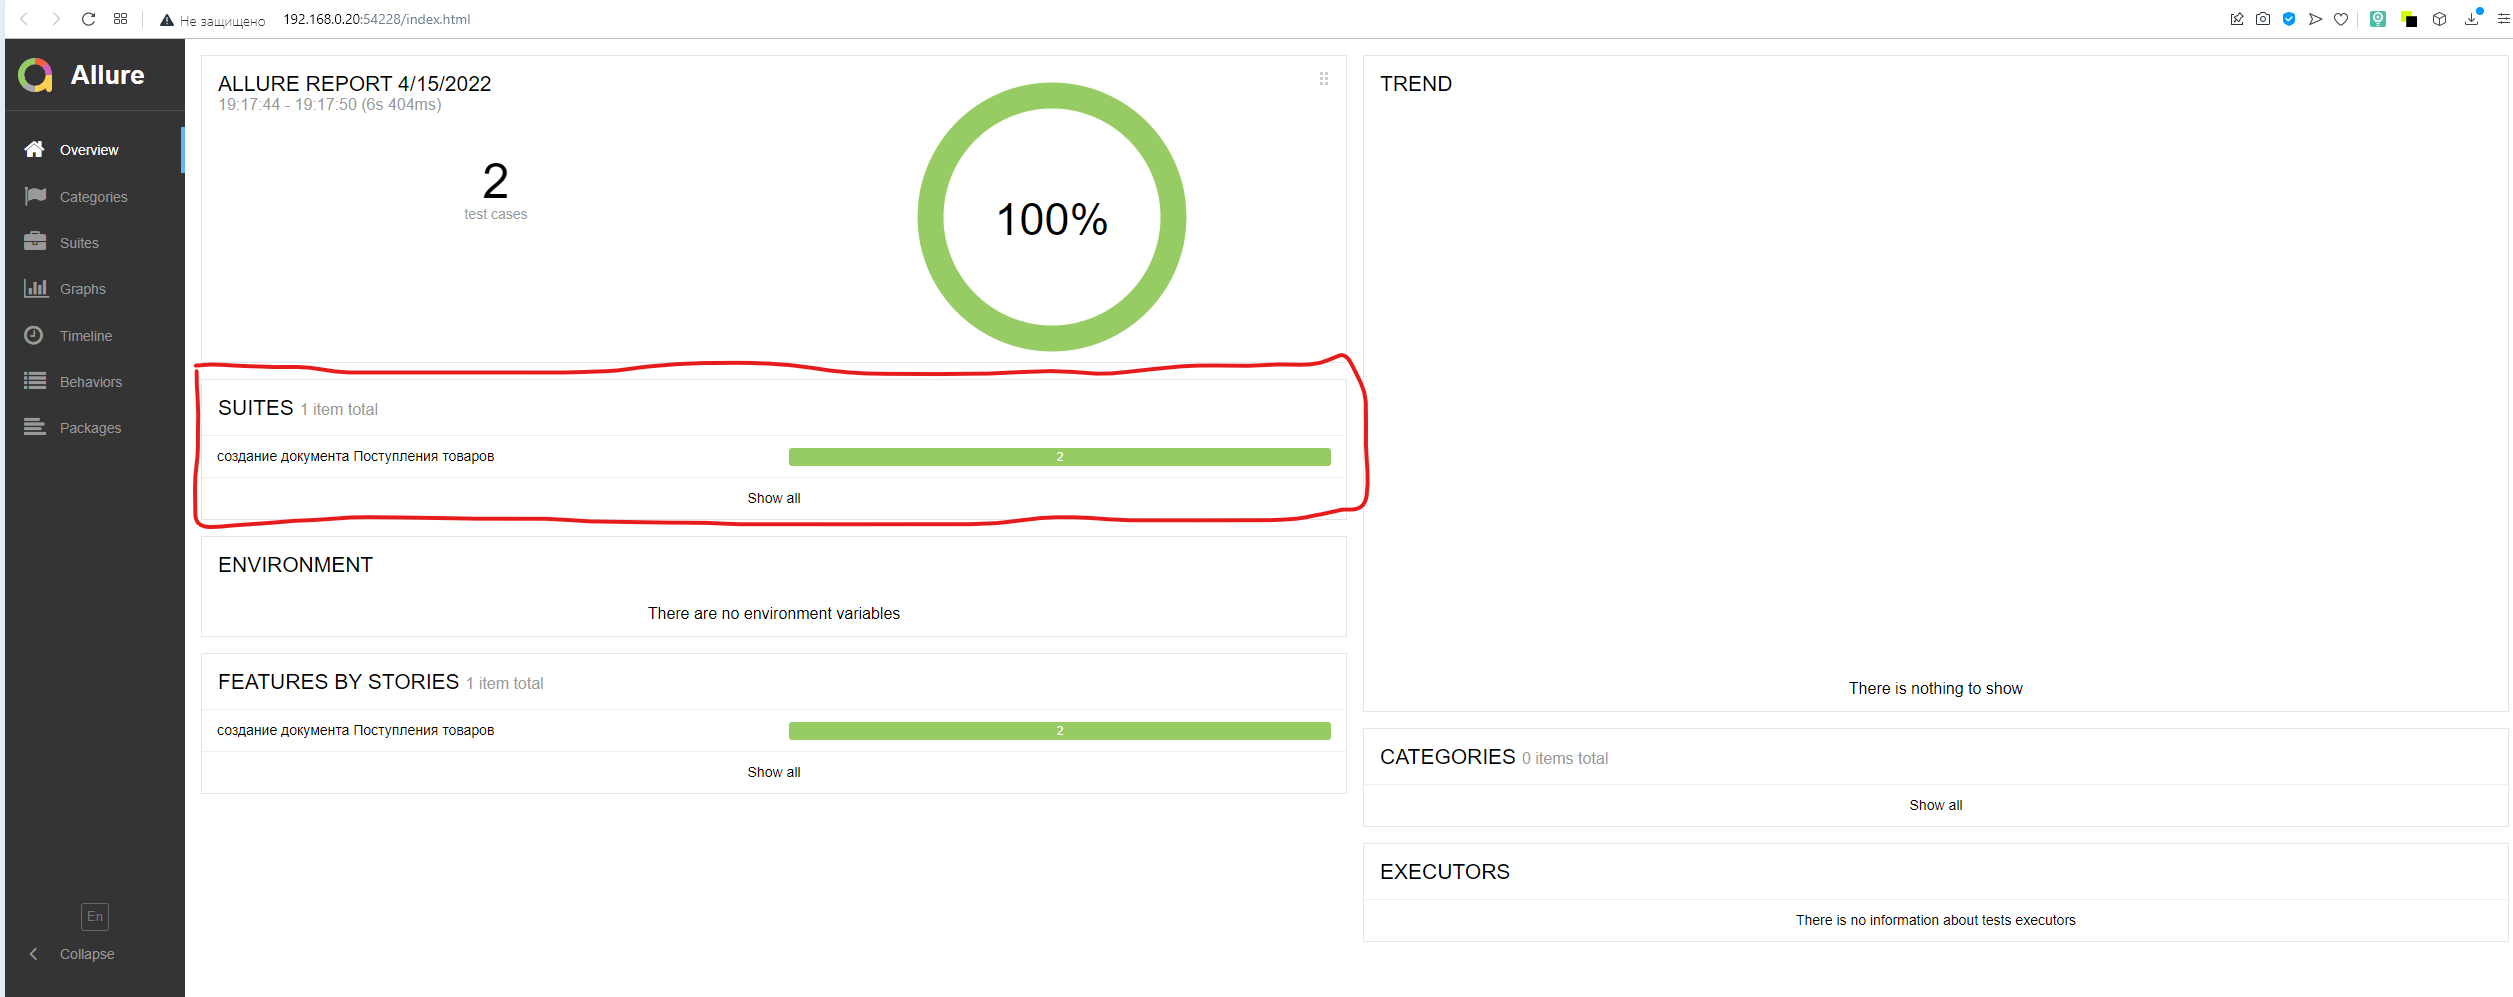 Не защищено 192.168.0.20:54228/index.html
Allure
Overview
Categories
Suites
Graphs
Timeline
Behaviors
Packages
En
Collapse
ALLURE REPORT 4/15/2022
19:17:44 - 19:17:50 (6s 404ms)
2
test cases
100%
SUITES 1 item total
создание документа Поступления товаров 2
Show all
ENVIRONMENT
There are no environment variables
FEATURES BY STORIES 1 item total
создание документа Поступления товаров 2
Show all
TREND
There is nothing to show
CATEGORIES 0 items total
Show all
EXECUTORS
There is no information about tests executors